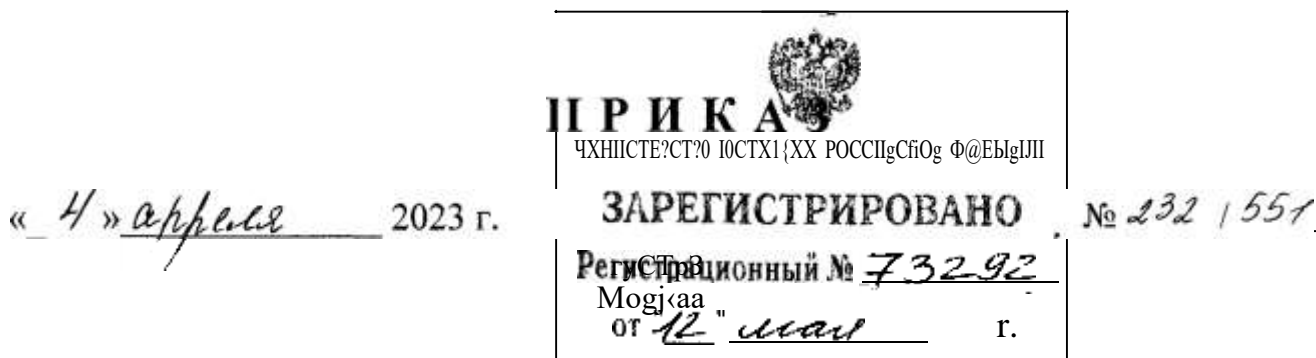 ПРИКАЗ
« 4 » апреля 2023 г.
ЗАРЕГИСТРИРОВАНО
№ 232 / 551
Регистрационный № 73292
от "12" мая г.